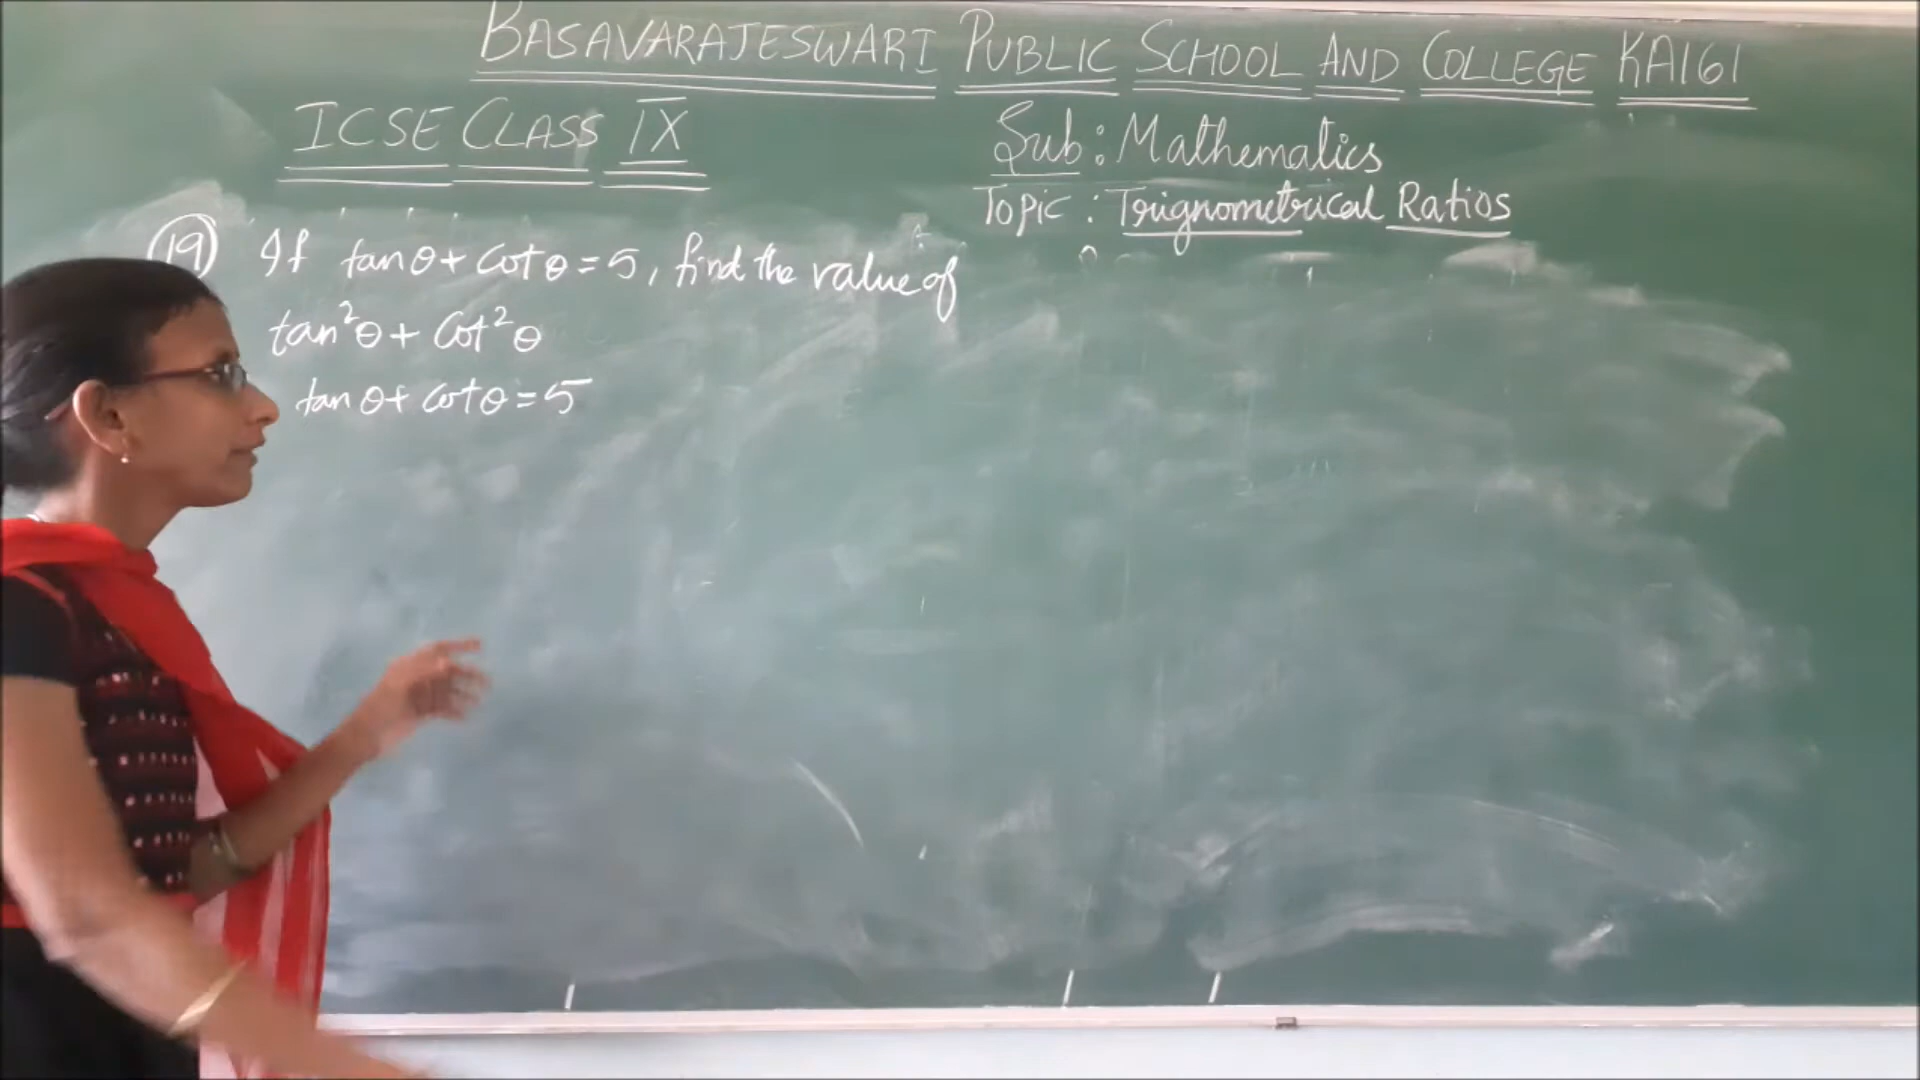 BASAVARAJESWARI PUBLIC SCHOOL AND COLLEGE KA161
ICSE CLASS IX
Sub: Mathematics
Topic: Trignometrical Ratios
19 If tanθ + cotθ = 5, find the value of
tan²θ + Cot²θ
tanθ + cotθ = 5